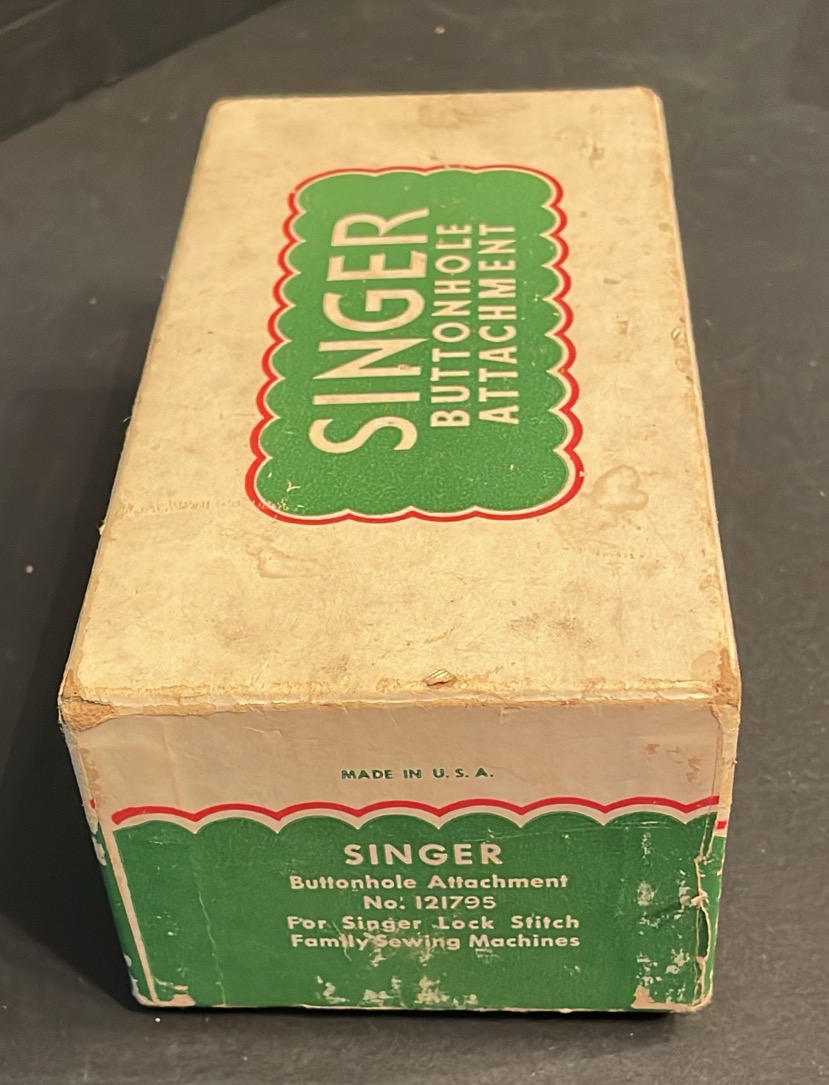 SINGER
BUTTONHOLE
ATTACHMENT
MADE IN U. S. A.
SINGER
Buttonhole Attachment
No. 121795
For Singer Lock Stitch
Family Sewing Machines